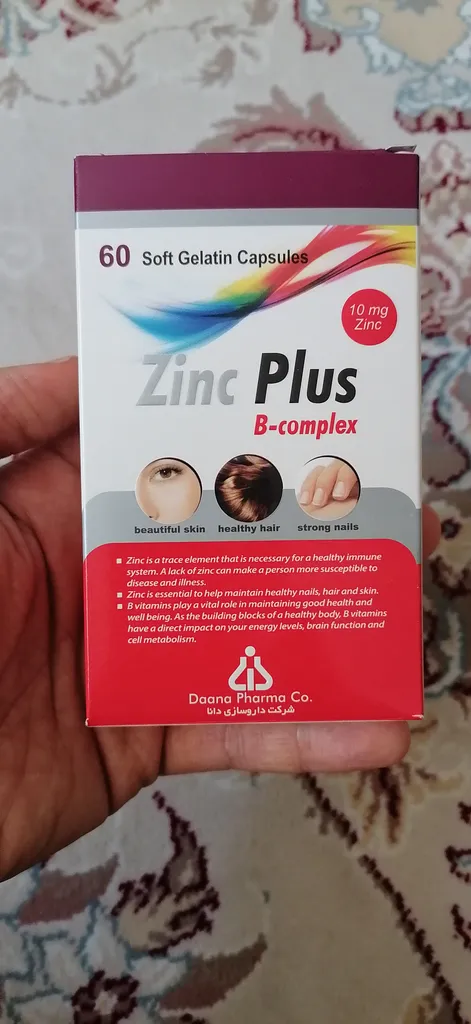 60 Soft Gelatin Capsules
10 mg
Zinc
Zinc Plus
B-complex
beautiful skin healthy hair strong nails
Zinc is a trace element that is necessary for a healthy immune
system. A lack of zinc can make a person more susceptible to
disease and illness.
Zinc is essential to help maintain healthy nails, hair and skin.
B vitamins play a vital role in maintaining good health and
well being. As the building blocks of a healthy body, B vitamins
have a direct impact on your energy levels, brain function and
cell metabolism.
Daana Pharma Co.
شرکت داروسازی دانا